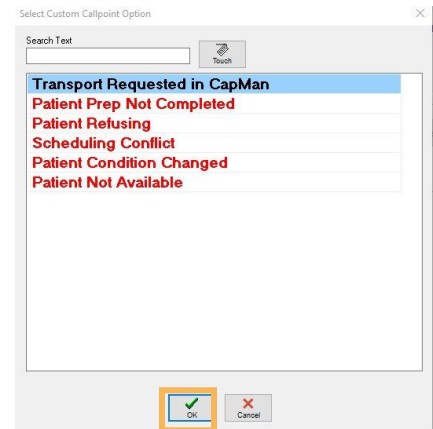 Select Custom Callpoint Option
Search Text
Touch
Transport Requested in CapMan
Patient Prep Not Completed
Patient Refusing
Scheduling Conflict
Patient Condition Changed
Patient Not Available
OK
Cancel